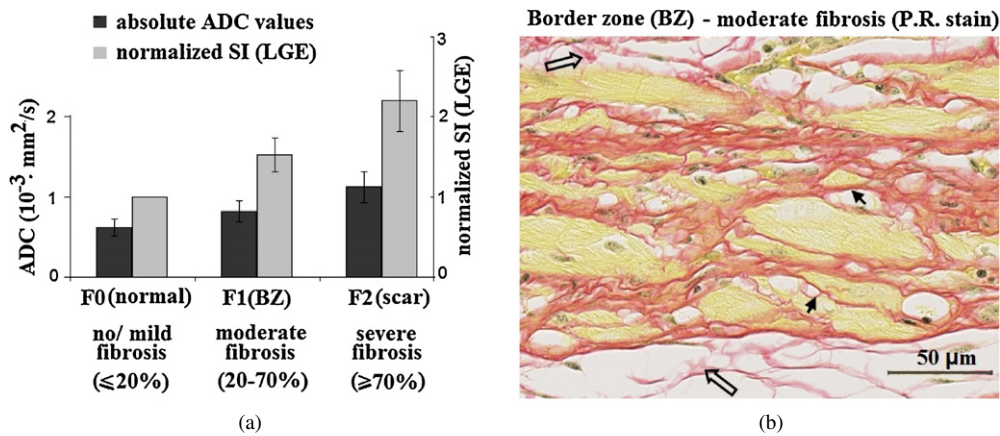 absolute ADC values
normalized SI (LGE)
ADC (10⁻³. mm²/s)
2
1
0
3
2
1
0
normalized SI (LGE)
F0 (normal) F1(BZ) F2 (scar)
no/ mild moderate severe
fibrosis fibrosis fibrosis
(⩽20%) (20-70%) (⩾70%)
(a)
Border zone (BZ) - moderate fibrosis (P.R. stain)
50 µm
(b)